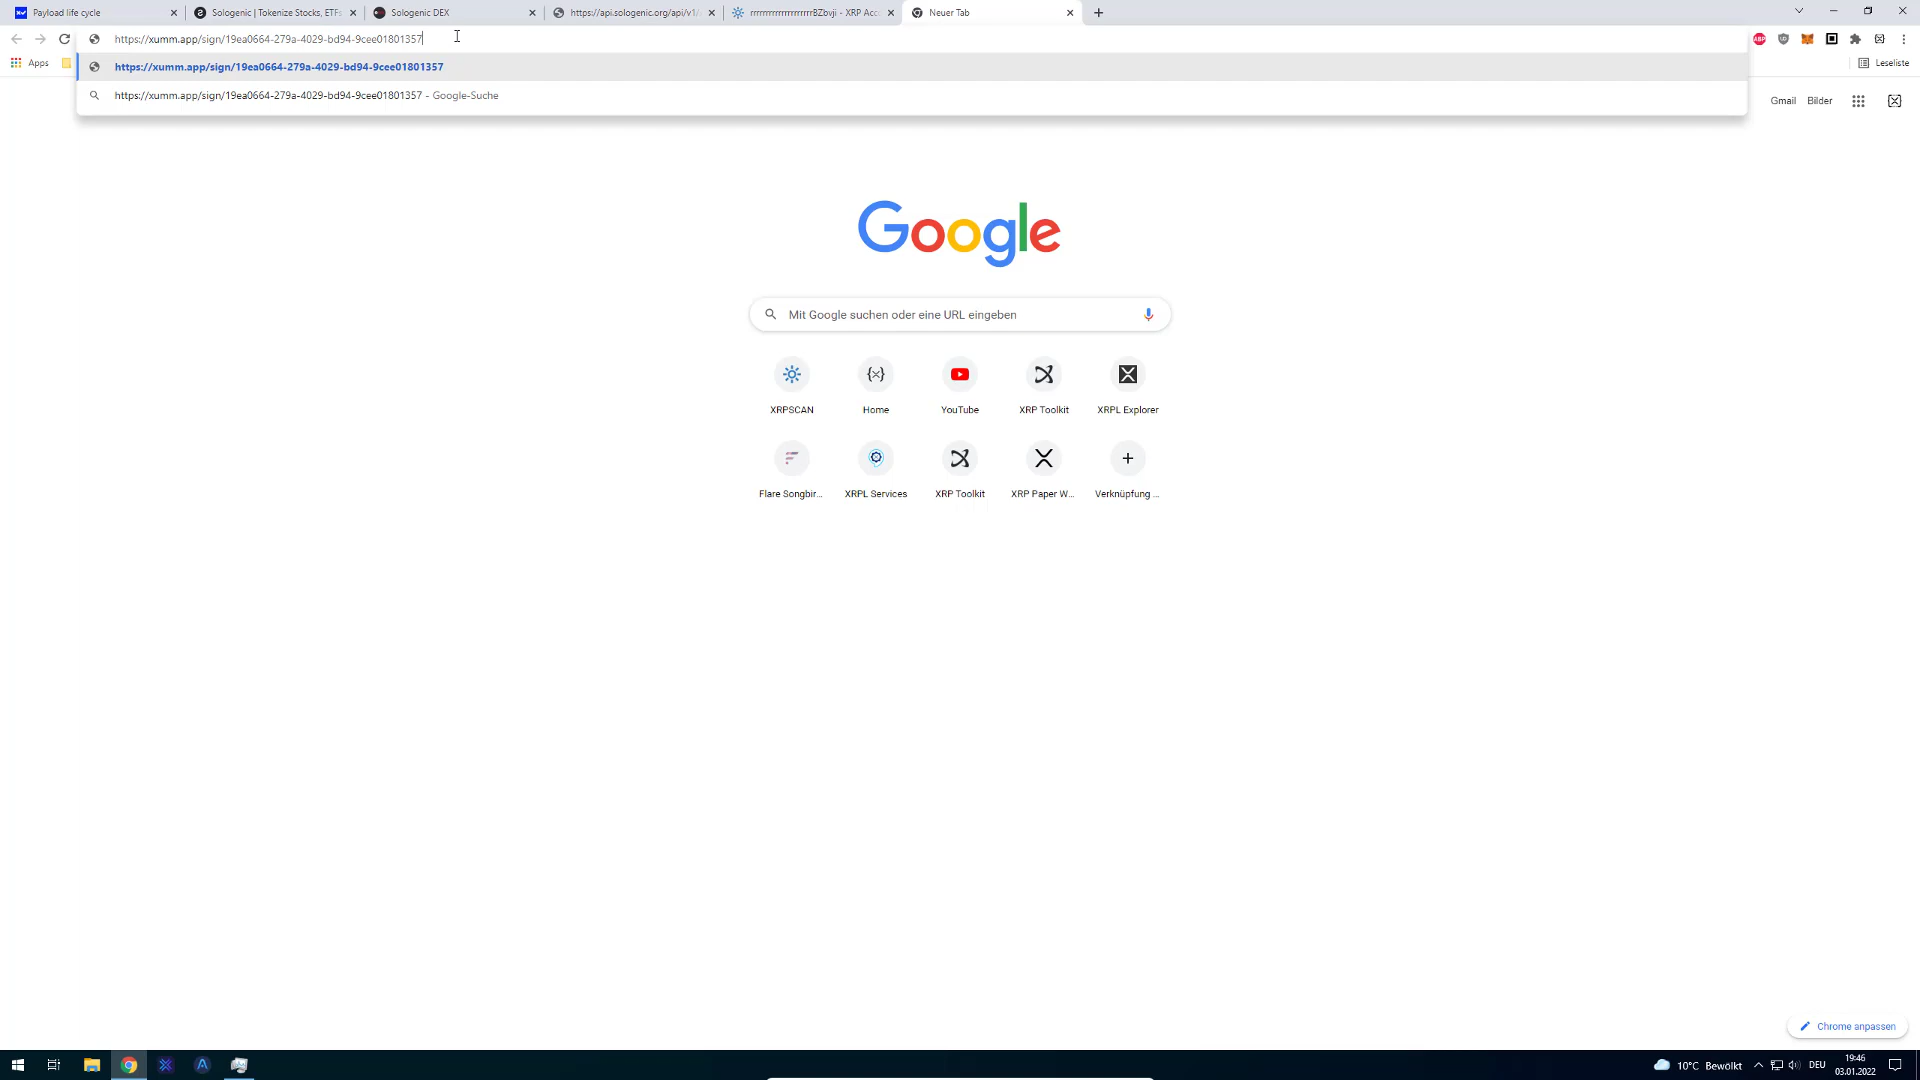 Payload life cycle
Sologenic | Tokenize Stocks, ETFs
Sologenic DEX
https://api.sologenic.org/api/v1/
rrrrrrrrrrrrrrrrrrrrBZbvji - XRP Acc
Neuer Tab
https://xumm.app/sign/19ea0664-279a-4029-bd94-9cee01801357
ABP
Apps
https://xumm.app/sign/19ea0664-279a-4029-bd94-9cee01801357
Leseliste
https://xumm.app/sign/19ea0664-279a-4029-bd94-9cee01801357 - Google-Suche
Gmail Bilder
Google
Mit Google suchen oder eine URL eingeben
XRPSCAN
Home
YouTube
XRP Toolkit
XRPL Explorer
Flare Songbir...
XRPL Services
XRP Toolkit
XRP Paper W...
Verknüpfung ...
Chrome anpassen
10°C Bewölkt
DEU
19:46
03.01.2022